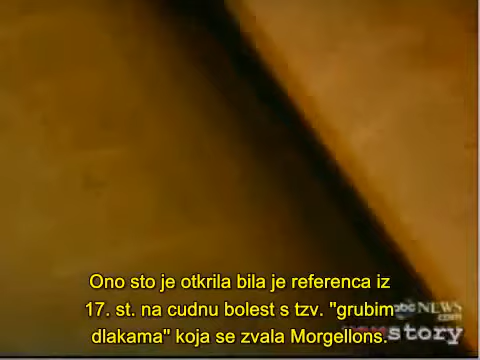 Ono sto je otkrila bila je referenca iz
17. st. na cudnu bolest s tzv. "grubim
dlakama" koja se zvala Morgellons.
abc NEWS
.com
story